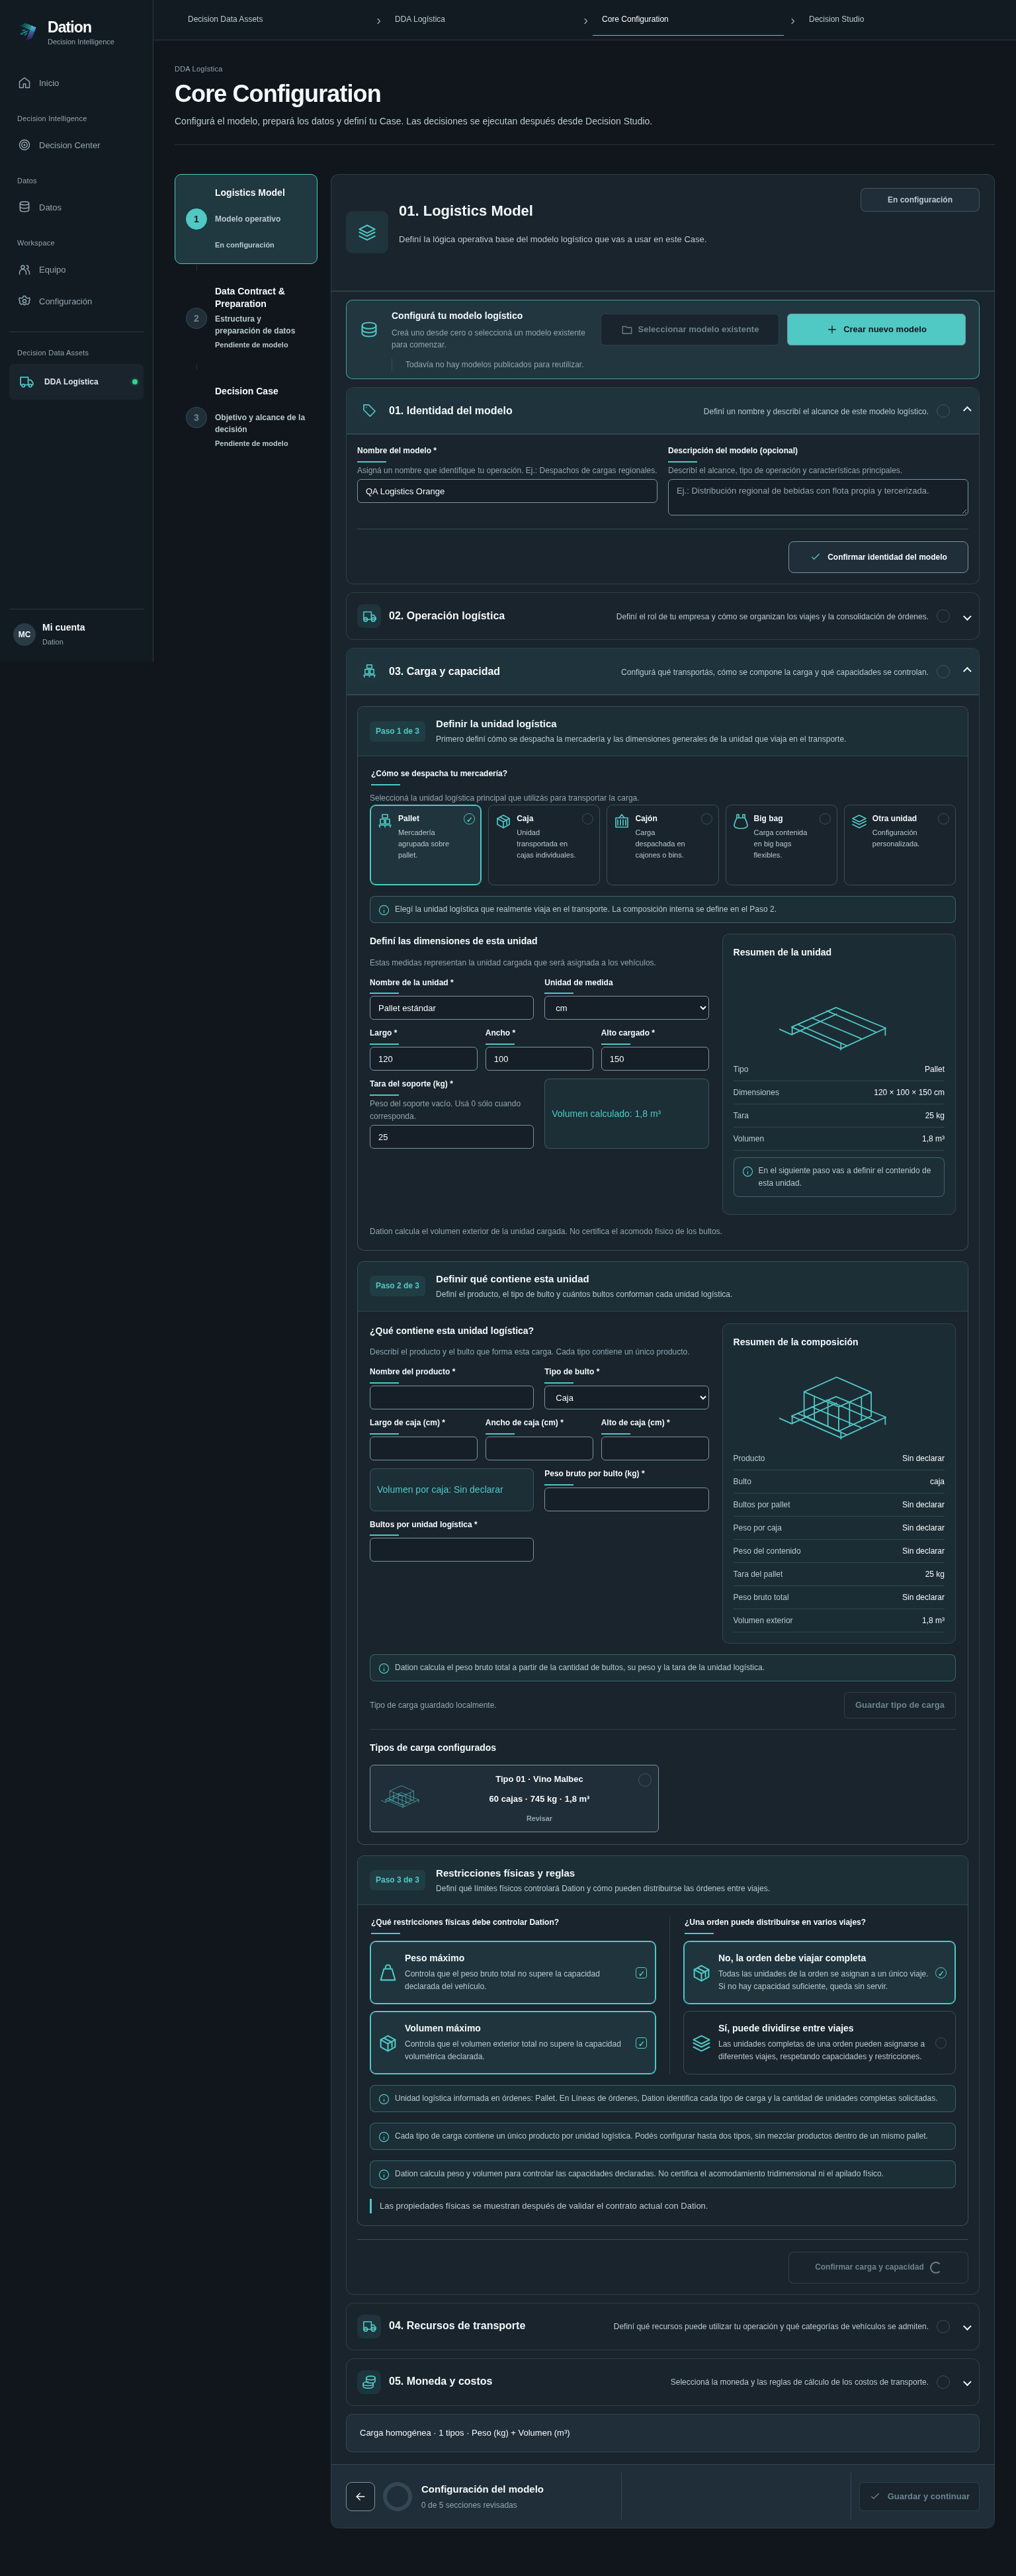 Dation
Decision Intelligence
Inicio
Decision Intelligence
Decision Center
Datos
Datos
Workspace
Equipo
Configuración
Decision Data Assets
DDA Logística
MC
Mi cuenta
Dation
Decision Data Assets
DDA Logística
Core Configuration
Decision Studio
DDA Logística
Core Configuration
Configurá el modelo, prepará los datos y definí tu Case. Las decisiones se ejecutan después desde Decision Studio.
Logistics Model
1
Modelo operativo
En configuración
Data Contract &
Preparation
2
Estructura y
preparación de datos
Pendiente de modelo
Decision Case
3
Objetivo y alcance de la
decisión
Pendiente de modelo
En configuración
01. Logistics Model
Definí la lógica operativa base del modelo logístico que vas a usar en este Case.
Configurá tu modelo logístico
Creá uno desde cero o seleccioná un modelo existente
para comenzar.
Todavía no hay modelos publicados para reutilizar.
Seleccionar modelo existente
Crear nuevo modelo
01. Identidad del modelo
Definí un nombre y describí el alcance de este modelo logístico.
Nombre del modelo *
Asigná un nombre que identifique tu operación. Ej.: Despachos de cargas regionales.
QA Logistics Orange
Descripción del modelo (opcional)
Describí el alcance, tipo de operación y características principales.
Ej.: Distribución regional de bebidas con flota propia y tercerizada.
Confirmar identidad del modelo
02. Operación logística
Definí el rol de tu empresa y cómo se organizan los viajes y la consolidación de órdenes.
03. Carga y capacidad
Configurá qué transportás, cómo se compone la carga y qué capacidades se controlan.
Paso 1 de 3
Definir la unidad logística
Primero definí cómo se despacha la mercadería y las dimensiones generales de la unidad que viaja en el transporte.
¿Cómo se despacha tu mercadería?
Seleccioná la unidad logística principal que usás para transportar la carga.
Pallet
Mercadería
agrupada sobre
pallet.
Caja
Unidad
transportada en
cajas individuales.
Cajón
Carga
despachada en
cajones o bins.
Big bag
Carga contenida
en big bags
flexibles.
Otra unidad
Configuración
personalizada.
Elegí la unidad logística que realmente viaja en el transporte. La composición interna se define en el Paso 2.
Definí las dimensiones de esta unidad
Estas medidas representan la unidad cargada que será asignada a los vehículos.
Nombre de la unidad *
Pallet estándar
Unidad de medida
cm
Largo *
120
Ancho *
100
Alto cargado *
150
Tara del soporte (kg) *
Peso del soporte vacío. Usá 0 sólo cuando
corresponda.
25
Volumen calculado: 1,8 m³
Resumen de la unidad
Tipo Pallet
Dimensiones 120 × 100 × 150 cm
Tara 25 kg
Volumen 1,8 m³
En el siguiente paso vas a definir el contenido de
esta unidad.
Dation calcula el volumen exterior de la unidad cargada. No certifica el acomodo físico de los bultos.
Paso 2 de 3
Definir qué contiene esta unidad
Definí el producto, el tipo de bulto y cuántos bultos conforman cada unidad logística.
¿Qué contiene esta unidad logística?
Describí el producto y el bulto que forma esta carga. Cada tipo contiene un único producto.
Nombre del producto *
Tipo de bulto *
Caja
Largo de caja (cm) *
Ancho de caja (cm) *
Alto de caja (cm) *
Volumen por caja: Sin declarar
Peso bruto por bulto (kg) *
Bultos por unidad logística *
Resumen de la composición
Producto Sin declarar
Bulto caja
Bultos por pallet Sin declarar
Peso por caja Sin declarar
Peso del contenido Sin declarar
Tara del pallet 25 kg
Peso bruto total Sin declarar
Volumen exterior 1,8 m³
Dation calcula el peso bruto total a partir de la cantidad de bultos, su peso y la tara de la unidad logística.
Tipo de carga guardado localmente.
Guardar tipo de carga
Tipos de carga configurados
Tipo 01 · Vino Malbec
60 cajas · 745 kg · 1,8 m³
Revisar
Paso 3 de 3
Restricciones físicas y reglas
Definí qué límites físicos controlará Dation y cómo pueden distribuirse las órdenes entre viajes.
¿Qué restricciones físicas debe controlar Dation?
Peso máximo
Controla que el peso bruto total no supere la capacidad
declarada del vehículo.
Volumen máximo
Controla que el volumen exterior total no supere la capacidad
volumétrica declarada.
¿Una orden puede distribuirse en varios viajes?
No, la orden debe viajar completa
Todas las unidades de la orden se asignan a un único viaje.
Si no hay capacidad suficiente, queda sin servir.
Sí, puede dividirse entre viajes
Las unidades completas de una orden pueden asignarse a
diferentes viajes, respetando capacidades y restricciones.
Unidad logística informada en órdenes: Pallet. En Líneas de órdenes, Dation identifica cada tipo de carga y la cantidad de unidades completas solicitadas.
Cada tipo de carga contiene un único producto por unidad logística. Podés configurar hasta dos tipos, sin mezclar productos dentro de un mismo pallet.
Dation calcula peso y volumen para controlar las capacidades declaradas. No certifica el acomodamiento tridimensional ni el apilado físico.
Las propiedades físicas se muestran después de validar el contrato actual con Dation.
Confirmar carga y capacidad
04. Recursos de transporte
Definí qué recursos puede utilizar tu operación y qué categorías de vehículos se admiten.
05. Moneda y costos
Seleccioná la moneda y las reglas de cálculo de los costos de transporte.
Carga homogénea · 1 tipos · Peso (kg) + Volumen (m³)
Configuración del modelo
0 de 5 secciones revisadas
Guardar y continuar